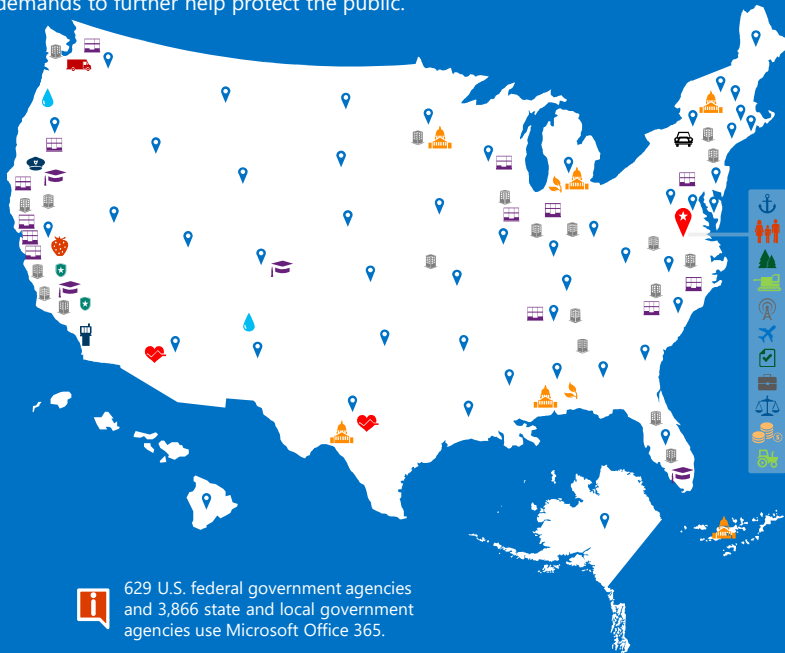 demands to further help protect the public.
629 U.S. federal government agencies
and 3,866 state and local government
agencies use Microsoft Office 365.